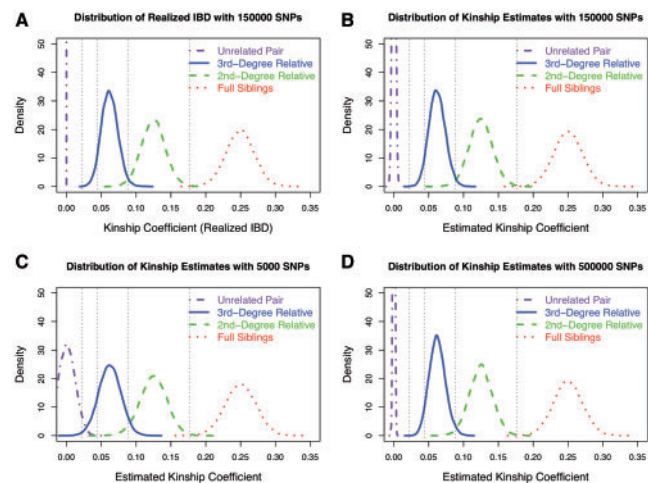 A
Distribution of Realized IBD with 150000 SNPs
Density
50
40
30
20
10
0
Unrelated Pair
3rd-Degree Relative
2nd-Degree Relative
Full Siblings
0.00 0.05 0.10 0.15 0.20 0.25 0.30 0.35
Kinship Coefficient (Realized IBD)
B
Distribution of Kinship Estimates with 150000 SNPs
Density
50
40
30
20
10
0
Unrelated Pair
3rd-Degree Relative
2nd-Degree Relative
Full Siblings
0.00 0.05 0.10 0.15 0.20 0.25 0.30 0.35
Estimated Kinship Coefficient
C
Distribution of Kinship Estimates with 5000 SNPs
Density
50
40
30
20
10
0
Unrelated Pair
3rd-Degree Relative
2nd-Degree Relative
Full Siblings
0.00 0.05 0.10 0.15 0.20 0.25 0.30 0.35
Estimated Kinship Coefficient
D
Distribution of Kinship Estimates with 500000 SNPs
Density
50
40
30
20
10
0
Unrelated Pair
3rd-Degree Relative
2nd-Degree Relative
Full Siblings
0.00 0.05 0.10 0.15 0.20 0.25 0.30 0.35
Estimated Kinship Coefficient